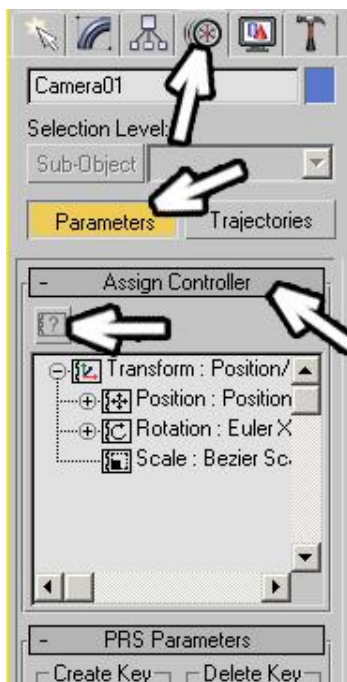 Camera01
Selection Level:
Sub-Object
Parameters Trajectories
- Assign Controller
?
Transform : Position/
Position : Position
Rotation : Euler X
Scale : Bezier Sc
- PRS Parameters
Create Key Delete Key